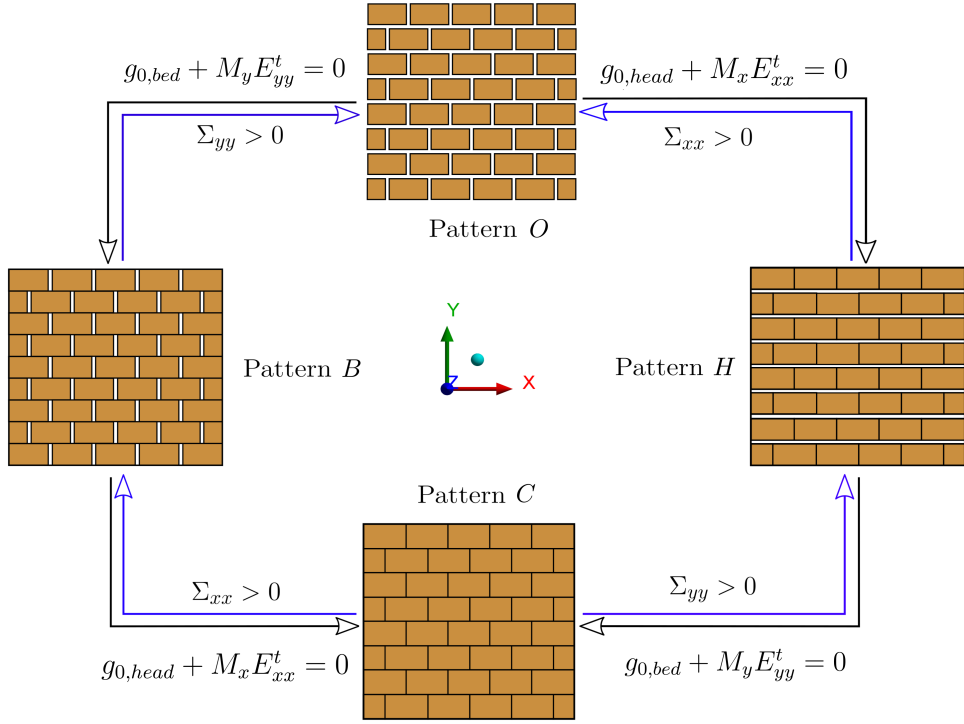 g_{0,bed} + M_y E^t_{yy} = 0
g_{0,head} + M_x E^t_{xx} = 0
Σ_{yy} > 0
Σ_{xx} > 0
Pattern O
Y
Pattern B
Z
X
Pattern H
Pattern C
Σ_{xx} > 0
Σ_{yy} > 0
g_{0,head} + M_x E^t_{xx} = 0
g_{0,bed} + M_y E^t_{yy} = 0